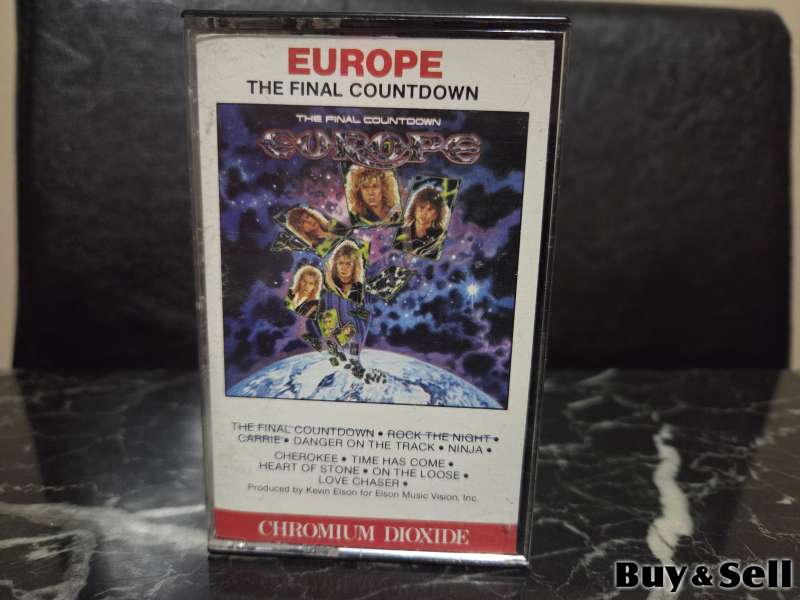 EUROPE
THE FINAL COUNTDOWN
THE FINAL COUNTDOWN
EUROPE
THE FINAL COUNTDOWN • ROCK THE NIGHT •
CARRIE • DANGER ON THE TRACK • NINJA •
CHEROKEE • TIME HAS COME •
HEART OF STONE • ON THE LOOSE •
LOVE CHASER •
Produced by Kevin Elson for Elson Music Vision, Inc.
CHROMIUM DIOXIDE
Buy & Sell